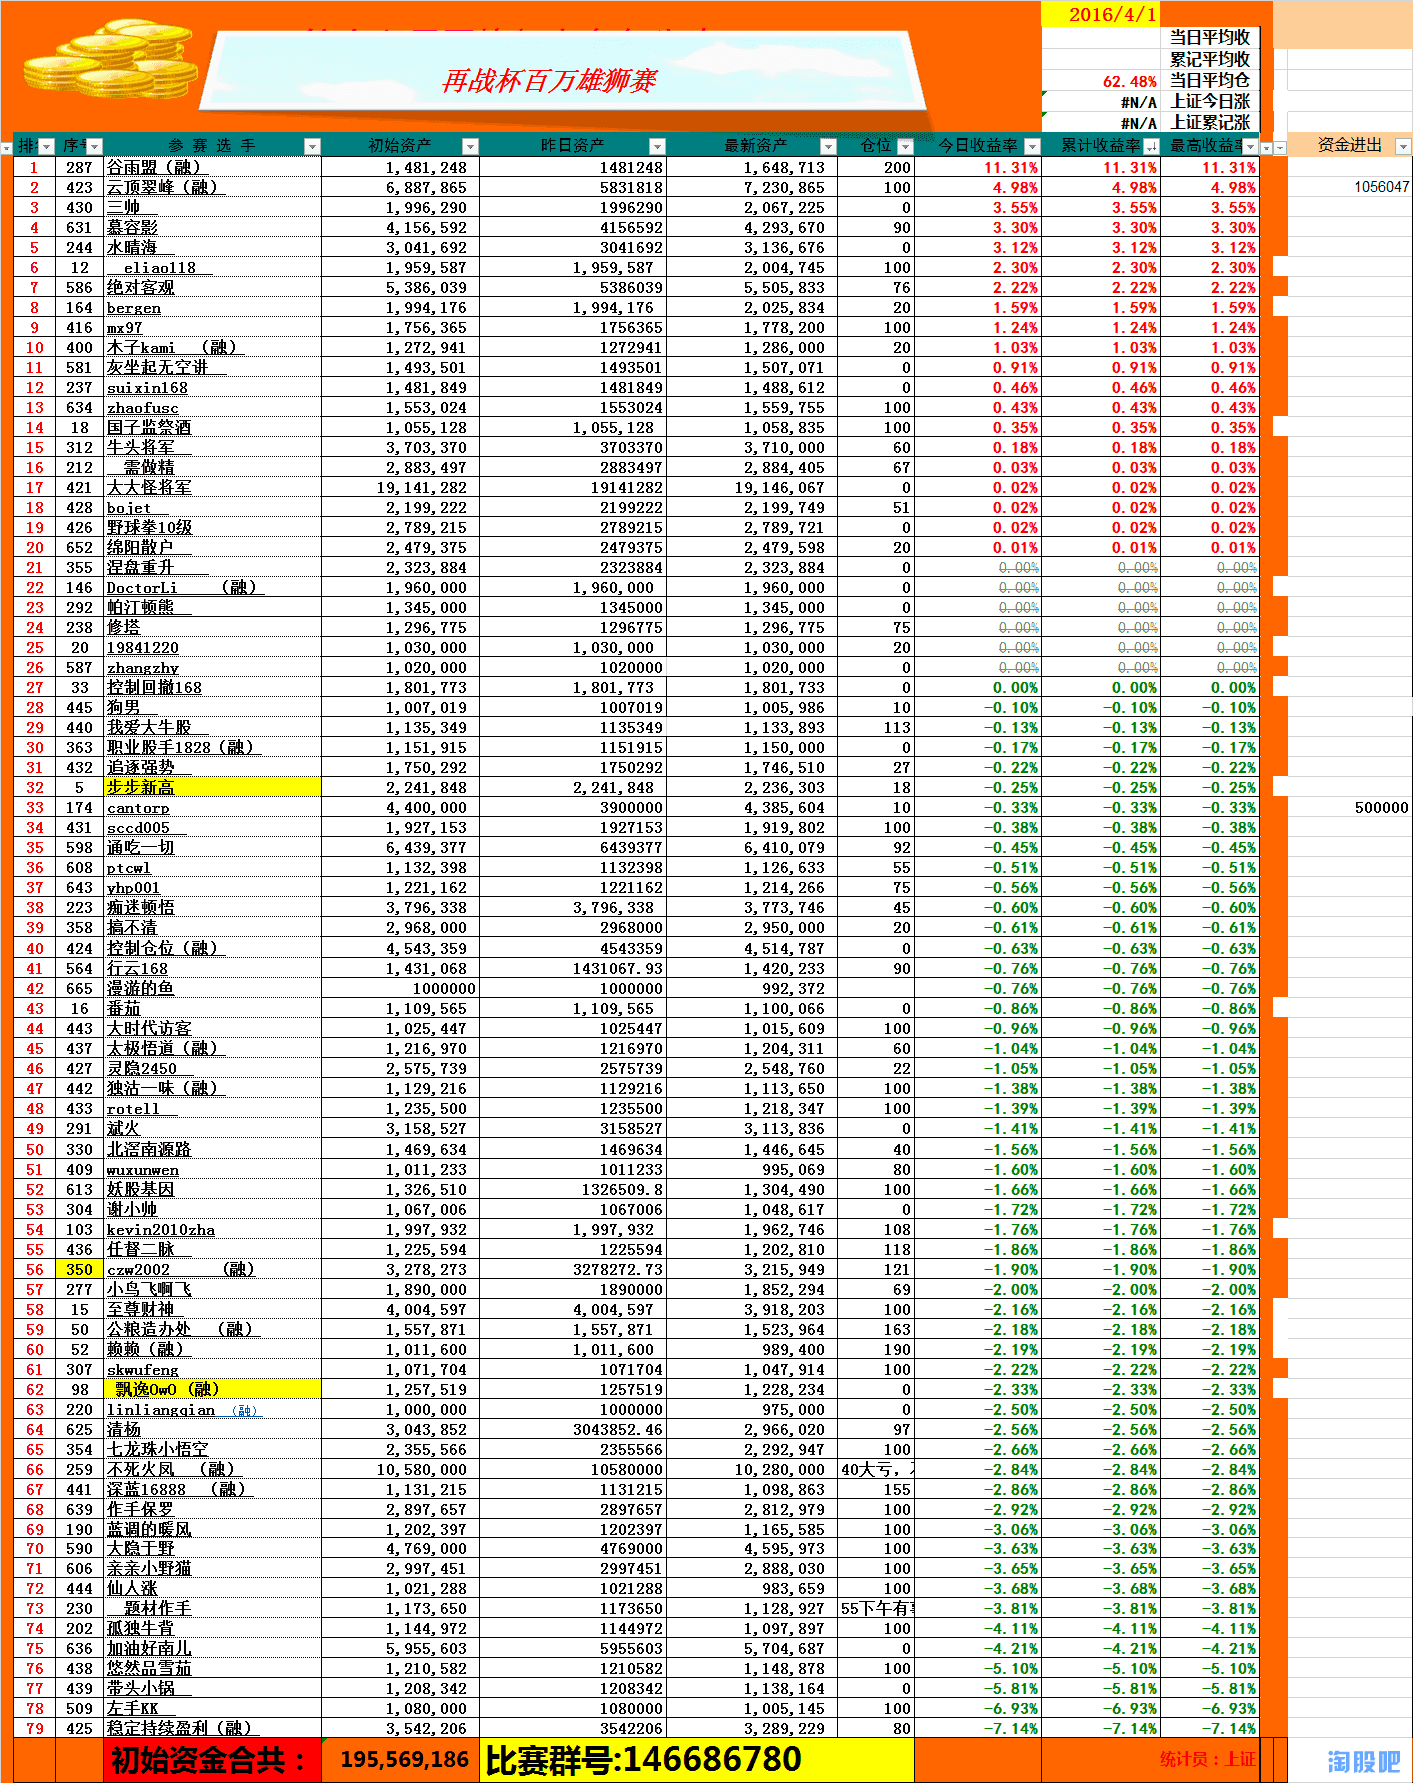 2016/4/1
当日平均收
累记平均收
再战杯百万雄狮赛
62.48% 当日平均仓
#N/A 上证今日涨
#N/A 上证累记涨
排名 序号 参 赛 选 手 初始资产 昨日资产 最新资产 仓位 今日收益率 累计收益率 最高收益率 资金进出
1 287 谷雨盟（融） 1,481,248 1481248 1,648,713 200 11.31% 11.31% 11.31%
2 423 云顶翠峰（融） 6,887,865 5831818 7,230,865 100 4.98% 4.98% 4.98% 1056047
3 430 三帅 1,996,290 1996290 2,067,225 0 3.55% 3.55% 3.55%
4 631 慕容影 4,156,592 4156592 4,293,670 90 3.30% 3.30% 3.30%
5 244 水晴海 3,041,692 3041692 3,136,676 0 3.12% 3.12% 3.12%
6 12 eliao118 1,959,587 1,959,587 2,004,745 100 2.30% 2.30% 2.30%
7 586 绝对客观 5,386,039 5386039 5,505,833 76 2.22% 2.22% 2.22%
8 164 bergen 1,994,176 1,994,176 2,025,834 20 1.59% 1.59% 1.59%
9 416 mx97 1,756,365 1756365 1,778,200 100 1.24% 1.24% 1.24%
10 400 木子kami （融） 1,272,941 1272941 1,286,000 20 1.03% 1.03% 1.03%
11 581 灰坐起无空讲 1,493,501 1493501 1,507,071 0 0.91% 0.91% 0.91%
12 237 suixin168 1,481,849 1481849 1,488,612 0 0.46% 0.46% 0.46%
13 634 zhaofusc 1,553,024 1553024 1,559,755 100 0.43% 0.43% 0.43%
14 18 国子监祭酒 1,055,128 1,055,128 1,058,835 100 0.35% 0.35% 0.35%
15 312 牛头将军 3,703,370 3703370 3,710,000 60 0.18% 0.18% 0.18%
16 212 需做精 2,883,497 2883497 2,884,405 67 0.03% 0.03% 0.03%
17 421 大大怪将军 19,141,282 19141282 19,146,067 0 0.02% 0.02% 0.02%
18 428 bojet 2,199,222 2199222 2,199,749 51 0.02% 0.02% 0.02%
19 426 野球拳10级 2,789,215 2789215 2,789,721 0 0.02% 0.02% 0.02%
20 652 绵阳散户 2,479,375 2479375 2,479,598 20 0.01% 0.01% 0.01%
21 355 涅盘重升 2,323,884 2323884 2,323,884 0 0.00% 0.00% 0.00%
22 146 DoctorLi （融） 1,960,000 1,960,000 1,960,000 0 0.00% 0.00% 0.00%
23 292 帕汀顿熊 1,345,000 1345000 1,345,000 0 0.00% 0.00% 0.00%
24 238 修塔 1,296,775 1296775 1,296,775 75 0.00% 0.00% 0.00%
25 20 19841220 1,030,000 1,030,000 1,030,000 20 0.00% 0.00% 0.00%
26 587 zhangzhy 1,020,000 1020000 1,020,000 0 0.00% 0.00% 0.00%
27 33 控制回撤168 1,801,773 1,801,773 1,801,733 0 0.00% 0.00% 0.00%
28 445 狗男 1,007,019 1007019 1,005,986 10 -0.10% -0.10% -0.10%
29 440 我爱大牛股 1,135,349 1135349 1,133,893 113 -0.13% -0.13% -0.13%
30 363 职业股手1828（融） 1,151,915 1151915 1,150,000 0 -0.17% -0.17% -0.17%
31 432 追逐强势 1,750,292 1750292 1,746,510 27 -0.22% -0.22% -0.22%
32 5 步步新高 2,241,848 2,241,848 2,236,303 18 -0.25% -0.25% -0.25%
33 174 cantorp 4,400,000 3900000 4,385,604 10 -0.33% -0.33% -0.33% 500000
34 431 sccd005 1,927,153 1927153 1,919,802 100 -0.38% -0.38% -0.38%
35 598 通吃一切 6,439,377 6439377 6,410,079 92 -0.45% -0.45% -0.45%
36 608 ptcwl 1,132,398 1132398 1,126,633 55 -0.51% -0.51% -0.51%
37 643 yhp001 1,221,162 1221162 1,214,266 75 -0.56% -0.56% -0.56%
38 223 痴迷顿悟 3,796,338 3,796,338 3,773,746 45 -0.60% -0.60% -0.60%
39 358 搞不清 2,968,000 2968000 2,950,000 20 -0.61% -0.61% -0.61%
40 424 控制仓位（融） 4,543,359 4543359 4,514,787 0 -0.63% -0.63% -0.63%
41 564 行云168 1,431,068 1431067.93 1,420,233 90 -0.76% -0.76% -0.76%
42 665 漫游的鱼 1000000 1000000 992,372 -0.76% -0.76% -0.76%
43 16 番茄 1,109,565 1,109,565 1,100,066 0 -0.86% -0.86% -0.86%
44 443 大时代访客 1,025,447 1025447 1,015,609 100 -0.96% -0.96% -0.96%
45 437 太极悟道（融） 1,216,970 1216970 1,204,311 60 -1.04% -1.04% -1.04%
46 427 灵隐2450 2,575,739 2575739 2,548,760 22 -1.05% -1.05% -1.05%
47 442 独沽一味（融） 1,129,216 1129216 1,113,650 100 -1.38% -1.38% -1.38%
48 433 rotell 1,235,500 1235500 1,218,347 100 -1.39% -1.39% -1.39%
49 291 斌火 3,158,527 3158527 3,113,836 0 -1.41% -1.41% -1.41%
50 330 北滘南源路 1,469,634 1469634 1,446,645 40 -1.56% -1.56% -1.56%
51 409 wuxunwen 1,011,233 1011233 995,069 80 -1.60% -1.60% -1.60%
52 613 妖股基因 1,326,510 1326509.8 1,304,490 100 -1.66% -1.66% -1.66%
53 304 谢小帅 1,067,006 1067006 1,048,617 0 -1.72% -1.72% -1.72%
54 103 kevin2010zha 1,997,932 1,997,932 1,962,746 108 -1.76% -1.76% -1.76%
55 436 任督二脉 1,225,594 1225594 1,202,810 118 -1.86% -1.86% -1.86%
56 350 czw2002 （融） 3,278,273 3278272.73 3,215,949 121 -1.90% -1.90% -1.90%
57 277 小鸟飞啊飞 1,890,000 1890000 1,852,294 69 -2.00% -2.00% -2.00%
58 15 至尊财神 4,004,597 4,004,597 3,918,203 100 -2.16% -2.16% -2.16%
59 50 公粮造办处 （融） 1,557,871 1,557,871 1,523,964 163 -2.18% -2.18% -2.18%
60 52 赖赖（融） 1,011,600 1,011,600 989,400 190 -2.19% -2.19% -2.19%
61 307 skwufeng 1,071,704 1071704 1,047,914 100 -2.22% -2.22% -2.22%
62 98 飘逸OwO（融） 1,257,519 1257519 1,228,234 0 -2.33% -2.33% -2.33%
63 220 linliangqian （融） 1,000,000 1000000 975,000 0 -2.50% -2.50% -2.50%
64 625 清杨 3,043,852 3043852.46 2,966,020 97 -2.56% -2.56% -2.56%
65 354 七龙珠小悟空 2,355,566 2355566 2,292,947 100 -2.66% -2.66% -2.66%
66 259 不死火凤 （融） 10,580,000 10580000 10,280,000 40大亏， -2.84% -2.84% -2.84%
67 441 深蓝16888 （融） 1,131,215 1131215 1,098,863 155 -2.86% -2.86% -2.86%
68 639 作手保罗 2,897,657 2897657 2,812,979 100 -2.92% -2.92% -2.92%
69 190 蓝调的暖风 1,202,397 1202397 1,165,585 100 -3.06% -3.06% -3.06%
70 590 大隐于野 4,769,000 4769000 4,595,973 100 -3.63% -3.63% -3.63%
71 606 亲亲小野猫 2,997,451 2997451 2,888,030 100 -3.65% -3.65% -3.65%
72 444 仙人涨 1,021,288 1021288 983,659 100 -3.68% -3.68% -3.68%
73 230 题材作手 1,173,650 1173650 1,128,927 55下午有 -3.81% -3.81% -3.81%
74 202 孤独牛背 1,144,972 1144972 1,097,897 100 -4.11% -4.11% -4.11%
75 636 加油好南儿 5,955,603 5955603 5,704,687 0 -4.21% -4.21% -4.21%
76 438 悠然品雪茄 1,210,582 1210582 1,148,878 100 -5.10% -5.10% -5.10%
77 439 带头小锅 1,208,342 1208342 1,138,164 0 -5.81% -5.81% -5.81%
78 509 左手KK 1,080,000 1080000 1,005,145 100 -6.93% -6.93% -6.93%
79 425 稳定持续盈利（融） 3,542,206 3542206 3,289,229 80 -7.14% -7.14% -7.14%
初始资金合共： 195,569,186 比赛群号:146686780 统计员：上证
淘股吧